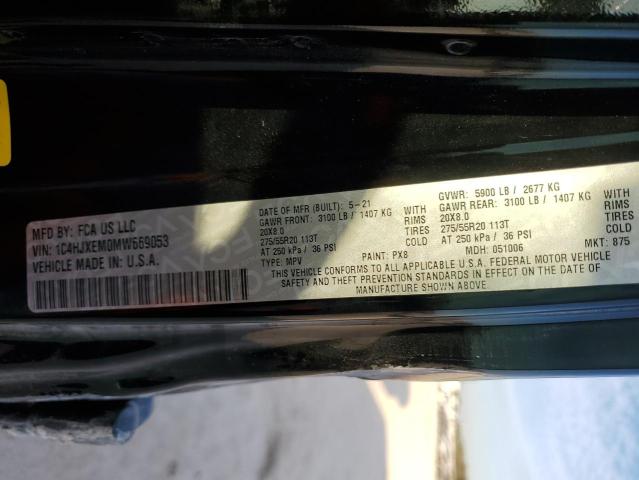 MFD BY: FCA US LLC
1C4HJXEM0MW669053
VEHICLE MADE IN U.S.A.
DATE OF MFR (BUILT): 5-21
GAWR FRONT: 3100 LB / 1407 KG WITH
20X8.0 RIMS
275/55R20 113T TIRES
AT 250 kPa / 36 PSI COLD
GVWR: 5900 LB / 2677 KG
GAWR REAR: 3100 LB / 1407 KG WITH
20X8.0 RIMS
275/55R20 113T TIRES
AT 250 kPa / 36 PSI COLD
MPV PAINT: PX8 MDH: 051006 MKT: 875
THIS VEHICLE CONFORMS TO ALL APPLICABLE U.S.A. FEDERAL MOTOR VEHICLE
SAFETY AND THEFT PREVENTION STANDARDS IN EFFECT ON THE DATE OF
MANUFACTURE SHOWN ABOVE.